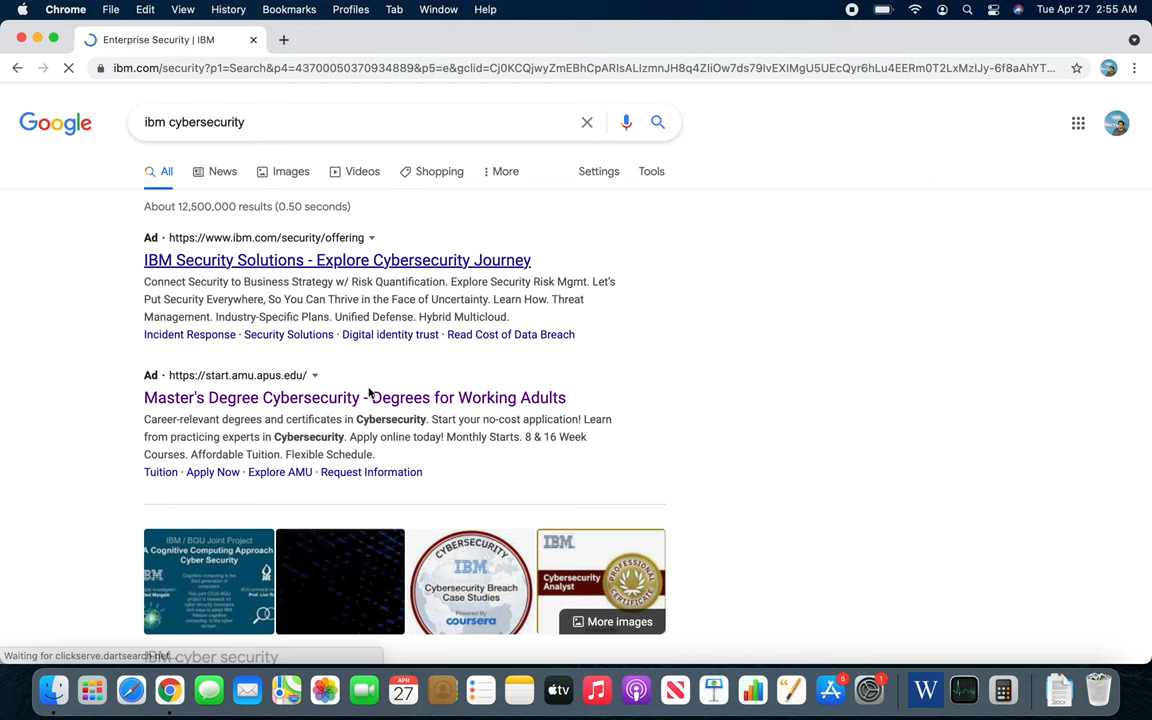 Chrome File Edit View History Bookmarks Profiles Tab Window Help Tue Apr 27 2:55 AM
Enterprise Security | IBM
ibm.com/security?p1=Search&p4=43700050370934889&p5=e&gclid=Cj0KCQjwyZmEBhCpARIsALIzmnJH8q4ZliOw7ds79IvEXIMgU5UEcQyr6hLu4EERm0T2LxMzIJy-6f8aAhYT...
Google
ibm cybersecurity
All News Images Videos Shopping More Settings Tools
About 12,500,000 results (0.50 seconds)
Ad · https://www.ibm.com/security/offering
IBM Security Solutions - Explore Cybersecurity Journey
Connect Security to Business Strategy w/ Risk Quantification. Explore Security Risk Mgmt. Let's
Put Security Everywhere, So You Can Thrive in the Face of Uncertainty. Learn How. Threat
Management. Industry-Specific Plans. Unified Defense. Hybrid Multicloud.
Incident Response · Security Solutions · Digital identity trust · Read Cost of Data Breach
Ad · https://start.amu.apus.edu/
Master's Degree Cybersecurity - Degrees for Working Adults
Career-relevant degrees and certificates in Cybersecurity. Start your no-cost application! Learn
from practicing experts in Cybersecurity. Apply online today! Monthly Starts. 8 & 16 Week
Courses. Affordable Tuition. Flexible Schedule.
Tuition · Apply Now · Explore AMU · Request Information
IBM / BGU Joint Project
A Cognitive Computing Approach
Cyber Security
CYBERSECURITY
IBM
Cybersecurity Breach
Case Studies
Powered By
coursera
IBM.
Cybersecurity
Analyst
PROFESSIONAL
CERTIFICATE
More images
Waiting for clickserve.dartsearch.net...
ibm cyber security
APR
27
tv
5
1
W